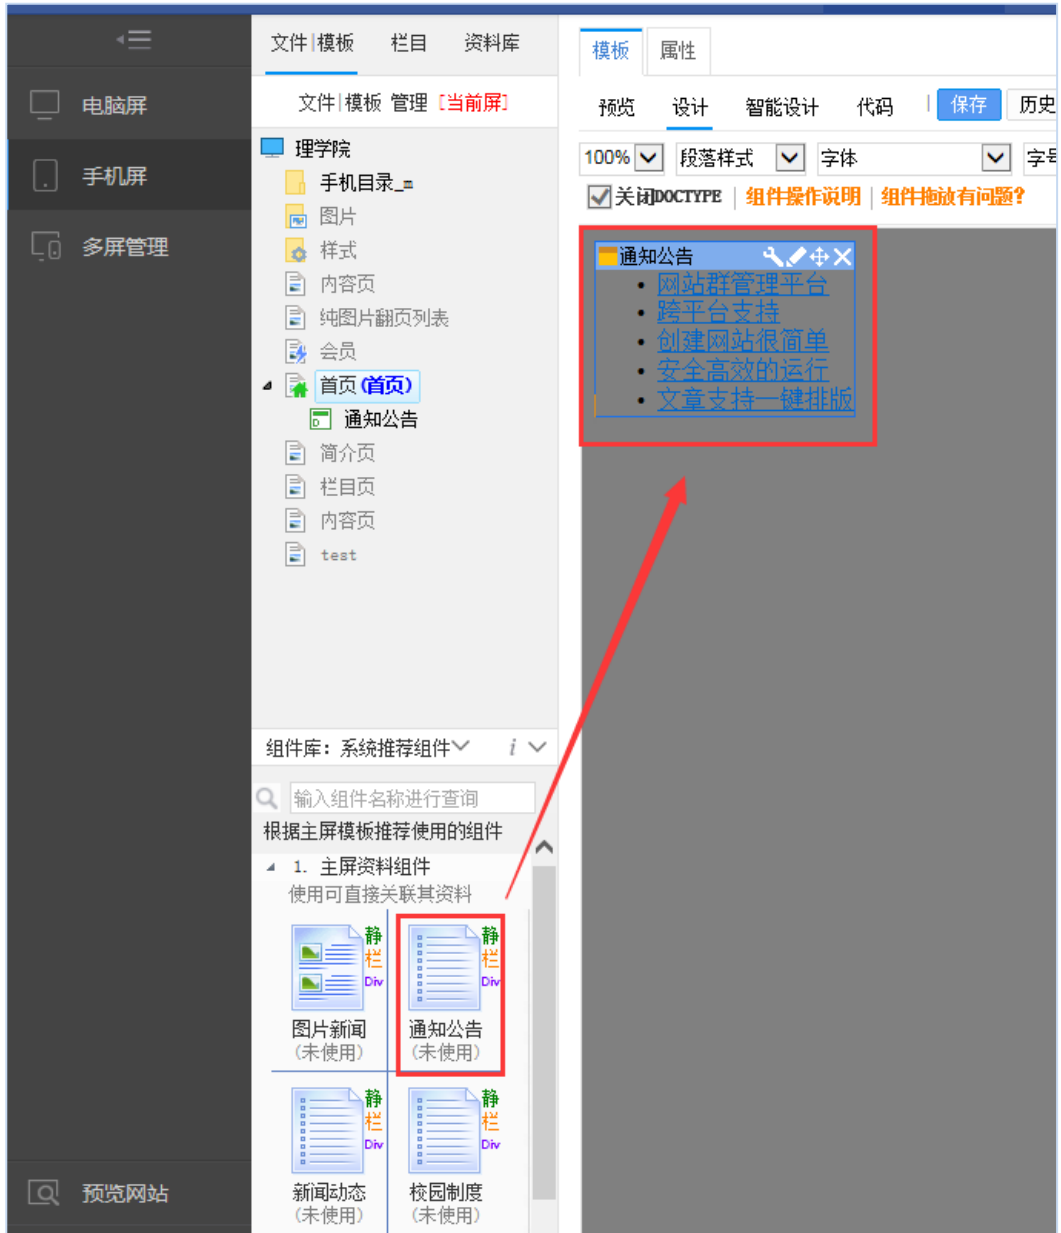 电脑屏
手机屏
多屏管理
预览网站
文件|模板 栏目 资料库
文件|模板 管理 [当前屏]
理学院
手机目录_m
图片
样式
内容页
纯图片翻页列表
会员
首页(首页)
通知公告
简介页
栏目页
内容页
test
组件库：系统推荐组件 i
输入组件名称进行查询
根据主屏模板推荐使用的组件
1. 主屏资料组件
使用可直接关联其资料
静 静
栏 栏
Div Div
图片新闻 通知公告
(未使用) (未使用)
静 静
栏 栏
Div Div
新闻动态 校园制度
(未使用) (未使用)
模板 属性
预览 设计 智能设计 代码 保存 历史
100% 段落样式 字体 字号
关闭DOCTYPE | 组件操作说明 | 组件拖放有问题?
通知公告
• 网站群管理平台
• 跨平台支持
• 创建网站很简单
• 安全高效的运行
• 文章支持一键排版